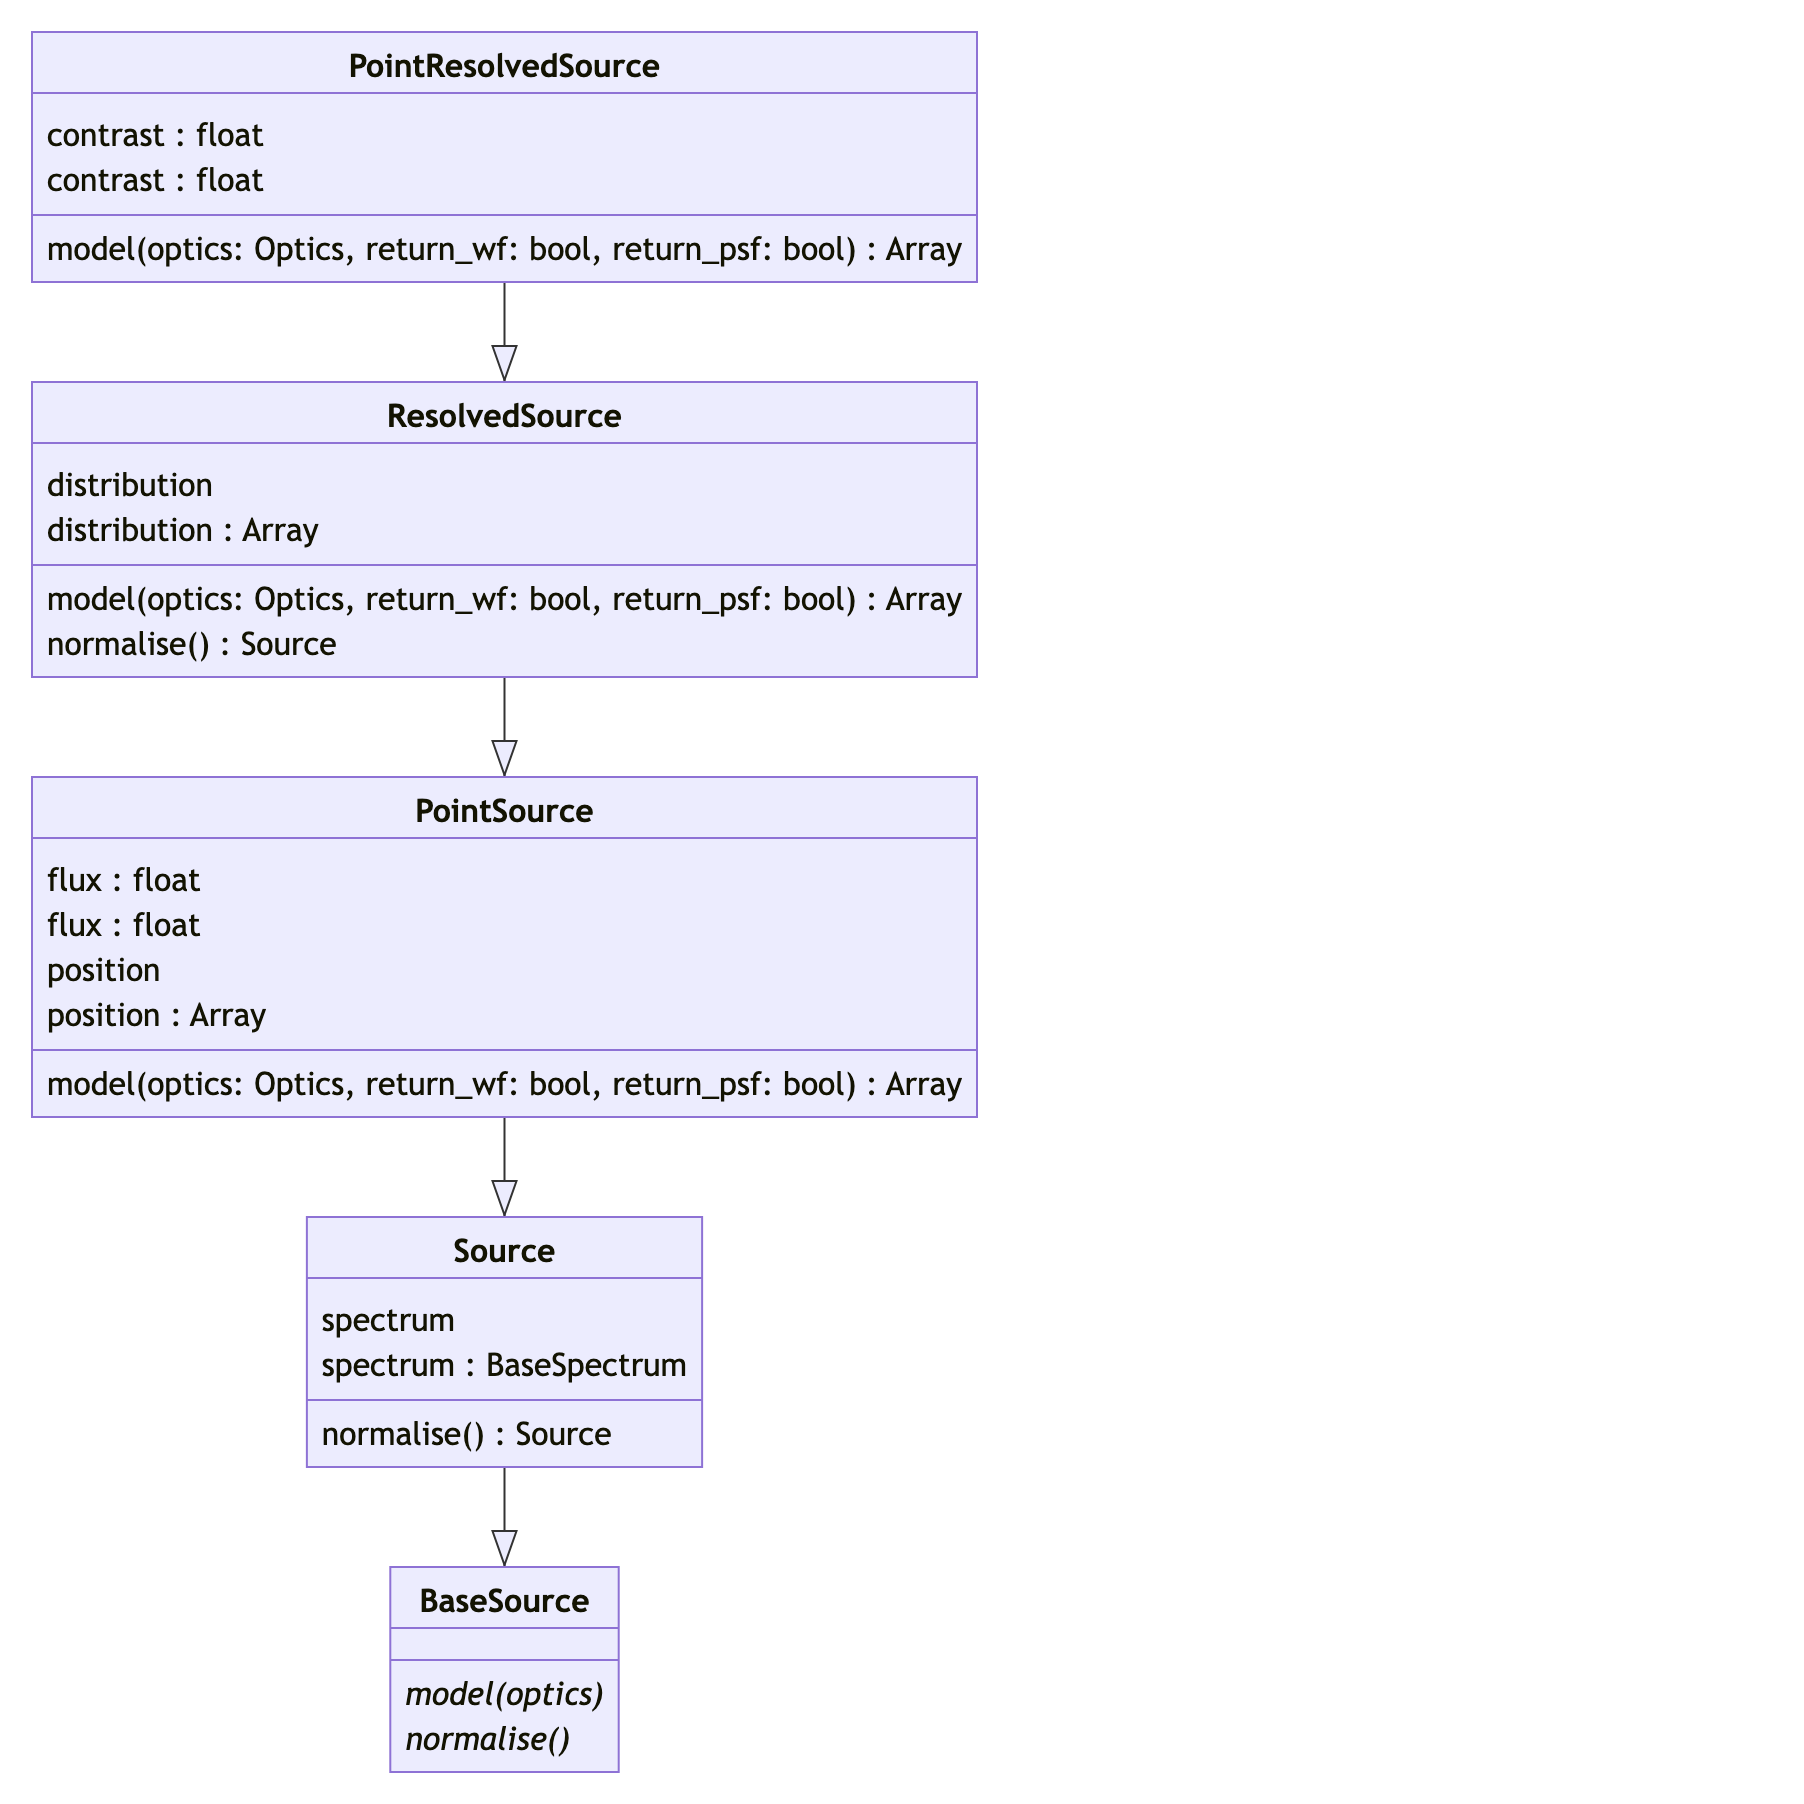 PointResolvedSource
contrast : float
contrast : float
model(optics: Optics, return_wf: bool, return_psf: bool) : Array
ResolvedSource
distribution
distribution : Array
model(optics: Optics, return_wf: bool, return_psf: bool) : Array
normalise() : Source
PointSource
flux : float
flux : float
position
position : Array
model(optics: Optics, return_wf: bool, return_psf: bool) : Array
Source
spectrum
spectrum : BaseSpectrum
normalise() : Source
BaseSource
model(optics)
normalise()